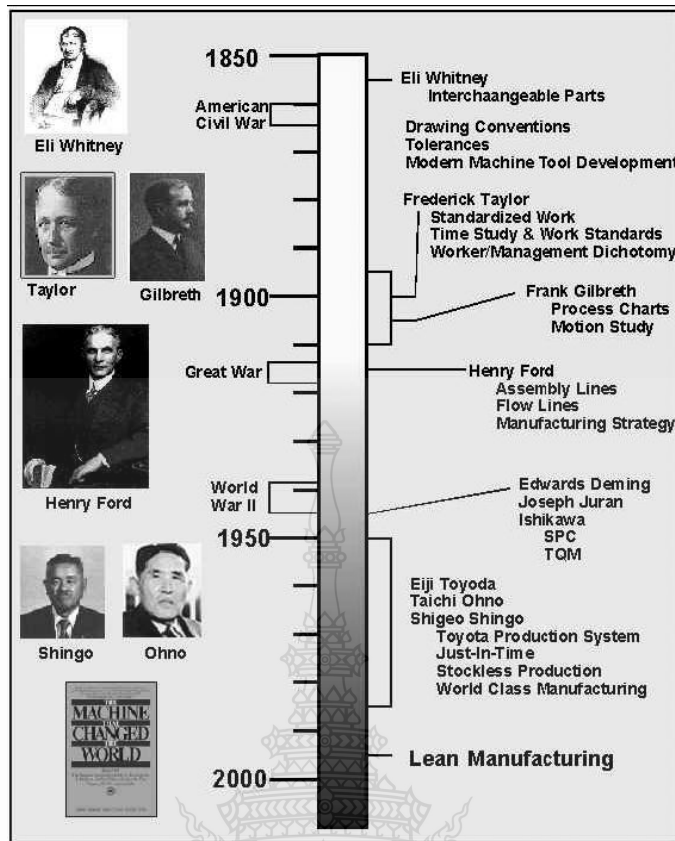 1850
Eli Whitney
Interchaangeable Parts
American
Civil War
Eli Whitney
Drawing Conventions
Tolerances
Modern Machine Tool Development
Frederick Taylor
Standardized Work
Time Study & Work Standards
Worker/Management Dichotomy
Taylor
Gilbreth
1900
Frank Gilbreth
Process Charts
Motion Study
Great War
Henry Ford
Assembly Lines
Flow Lines
Manufacturing Strategy
Henry Ford
World
War II
Edwards Deming
Joseph Juran
Ishikawa
SPC
TQM
1950
Eiji Toyoda
Taichi Ohno
Shigeo Shingo
Toyota Production System
Just-In-Time
Stockless Production
World Class Manufacturing
Shingo
Ohno
THE
MACHINE
THAT
CHANGED
THE
WORLD
Lean Manufacturing
2000